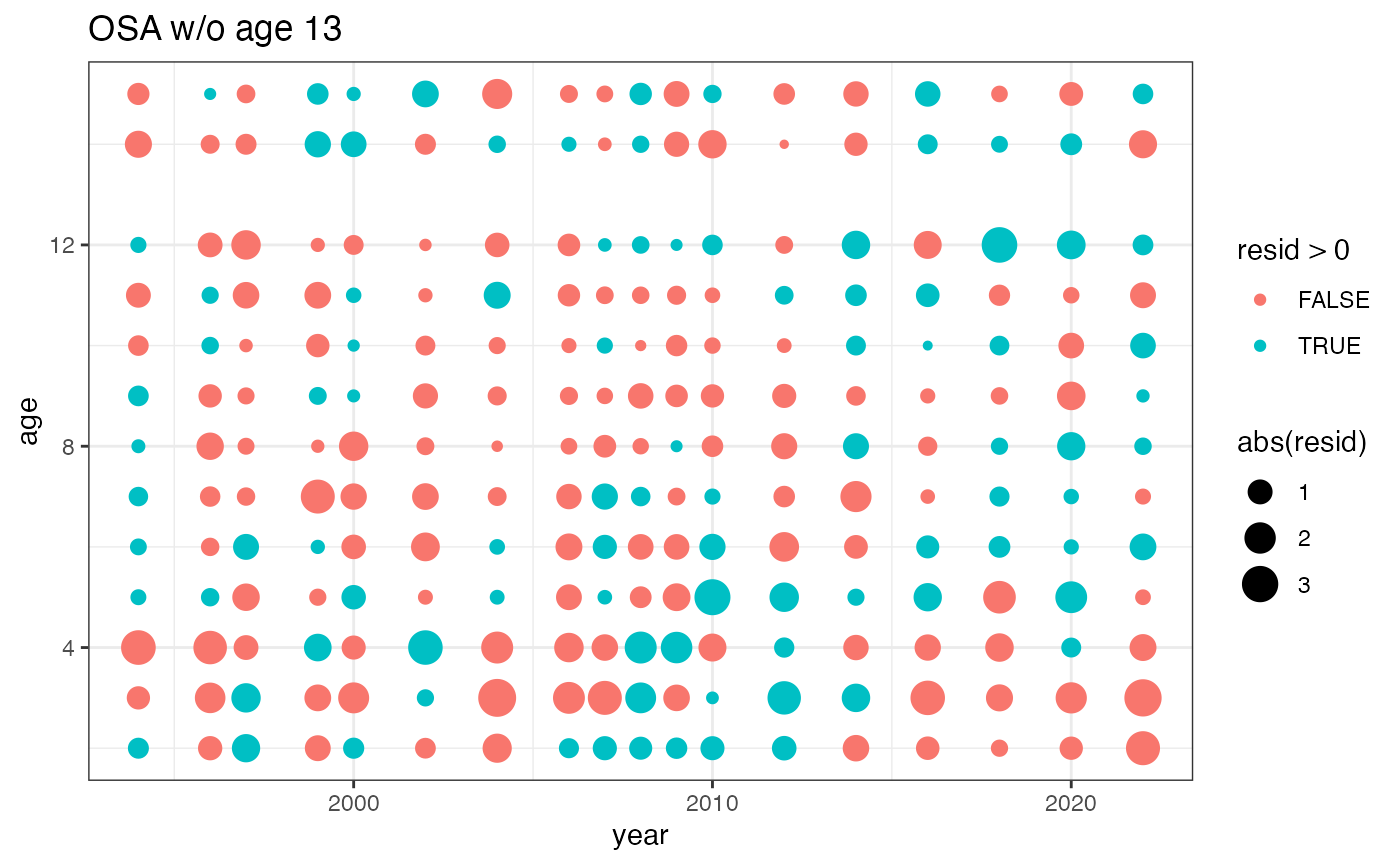 OSA w/o age 13
12
8
4
age
2000
2010
2020
year
resid > 0
FALSE
TRUE
abs(resid)
1
2
3